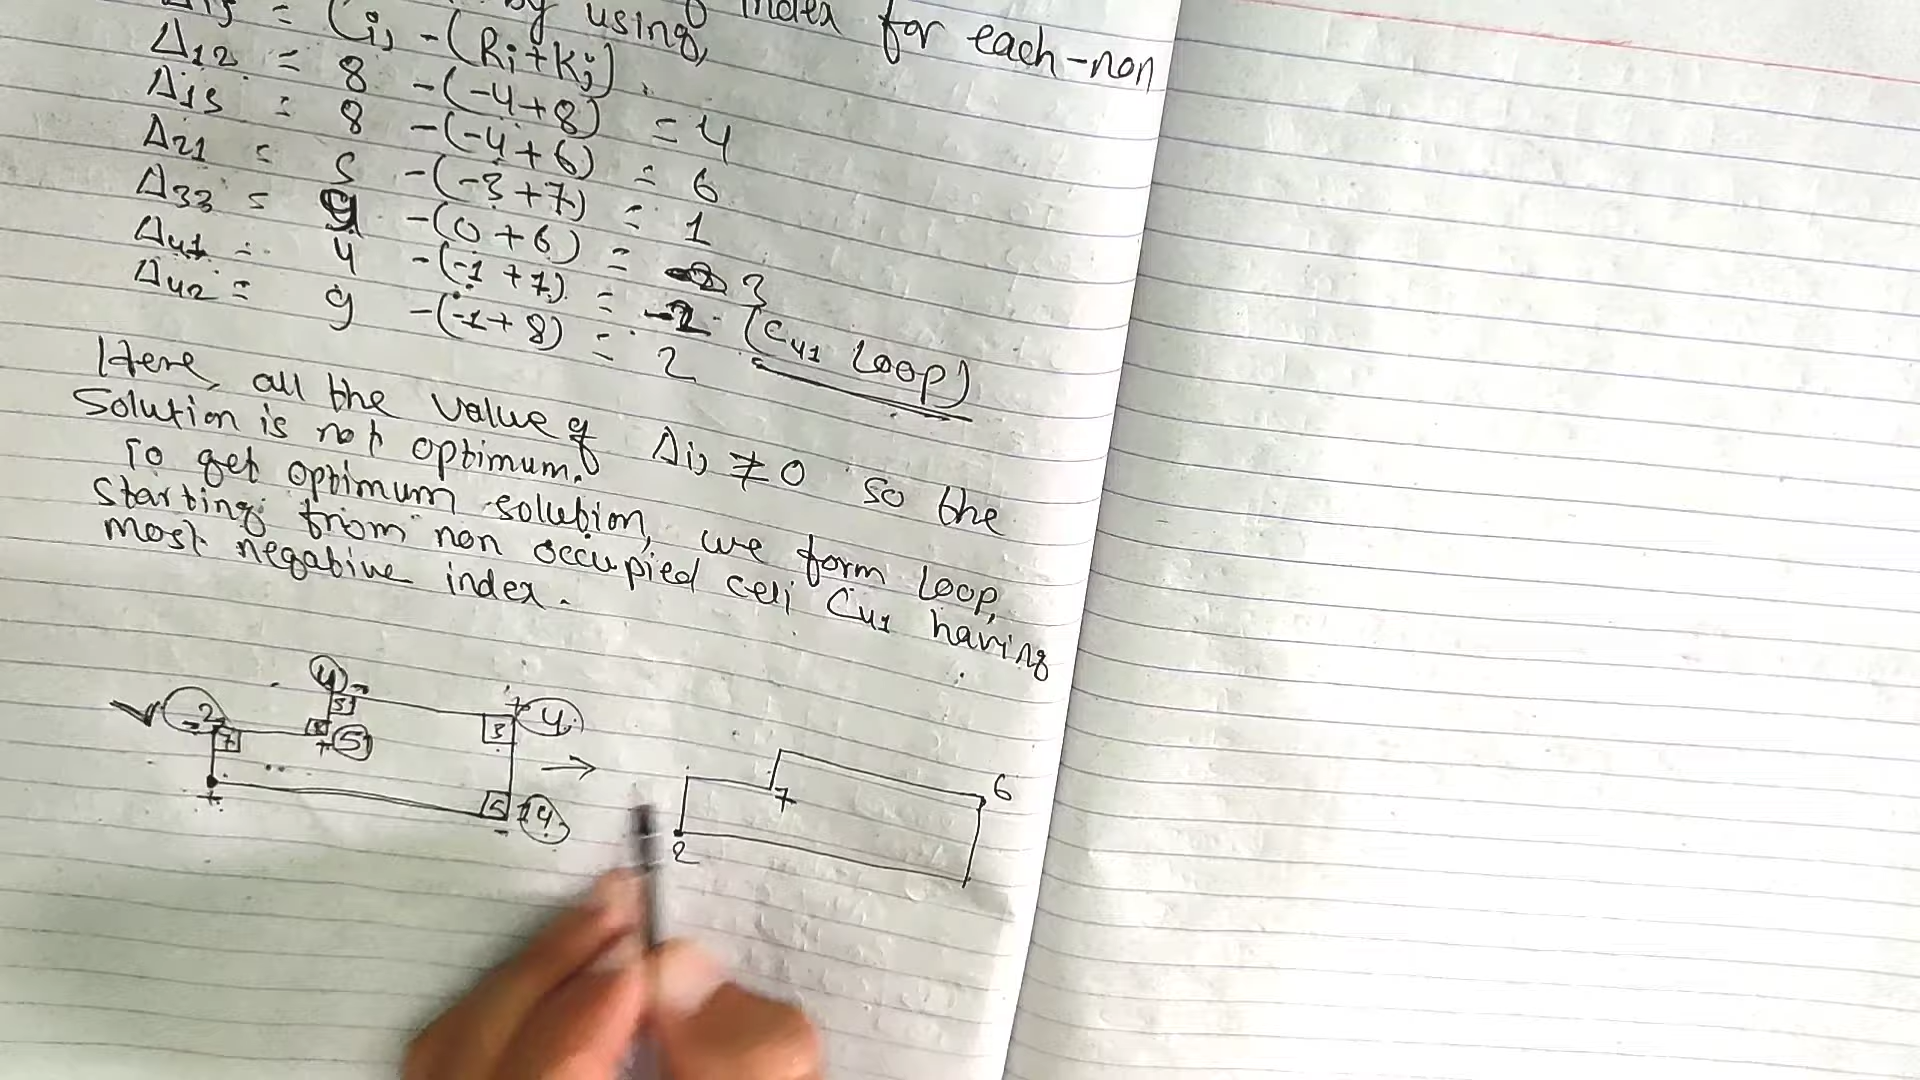 by using, index for each-non
Δij = Cij - (Ri + Kj).
Δ12 = 8 - (-4+8) = 4
Δ13 = 8 - (-4+6) = 6
Δ21 = 5 - (-3+7) = 1
Δ33 = 9 - (0+6) = 3
Δ41 = 4 - (-1+7) = -2 (C41 Loop)
Δ42 = 9 - (-1+8) = 2
Here, all the value of Δij ≠ 0 so the
Solution is not optimum.
To get optimum solution, we form Loop,
Starting from non occupied cell C41 having
most negative index.
4 -
-2 5 3 + 4
7 8 + 5 → 6
7
+ 5 14 2
-